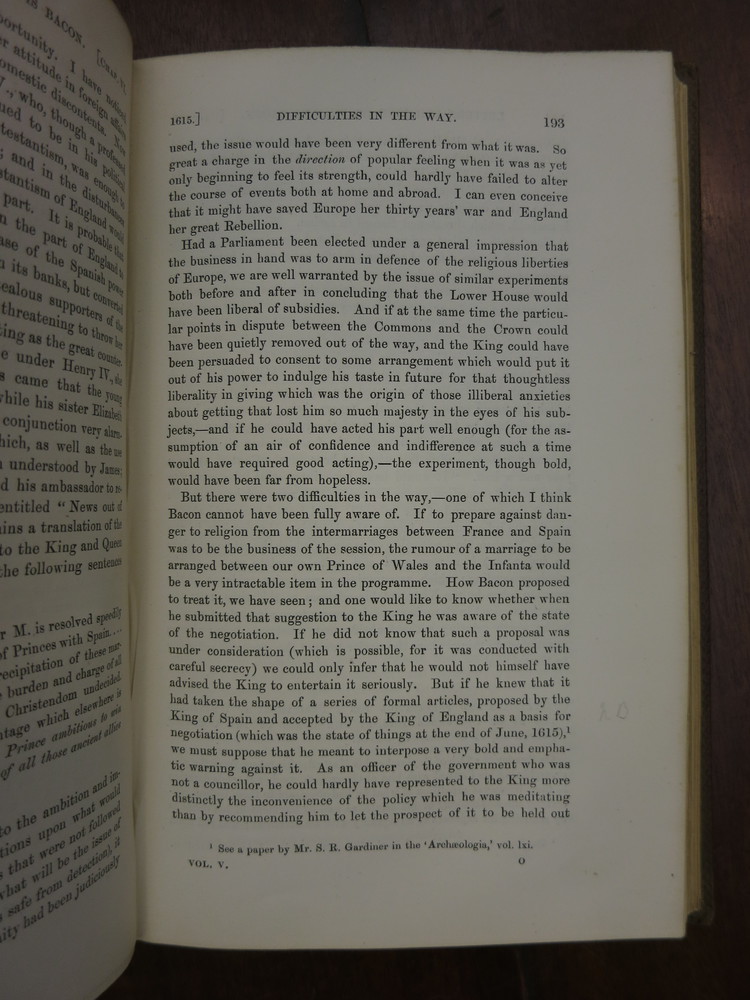 IS BACON. [CHAP. VI.
portunity. I have noticed
r attitude in foreign affairs
omestic discontents. Now
V., who, though a professed
ued to be in his political
testantism, was enough to
; and in the disturbance
stantism of England would
part. It is probable that
n the part of England to
ase of the Spanish power
n its banks, but converted
ealous supporters of the
threatening to throw her
ting as the great counter-
e under Henry IV., she
s came that the young
while his sister Elizabeth
conjunction very alarm-
hich, as well as the use
understood by James;
d his ambassador to re-
entitled "News out of
ains a translation of the
to the King and Queen
the following sentences
r M. is resolved speedily
of Princes with Spain....
recipitation of these mar-
burden and charge of all
Christendom undecided.
ntage which elsewhere is
Prince ambitious to
of all those ancient allies
to the ambition and im-
tions upon what would
s that were not followed
what will be the issue of
s safe from detection), it
ity had been judiciously
1615.] DIFFICULTIES IN THE WAY. 193
used, the issue would have been very different from what it was. So
great a charge in the direction of popular feeling when it was as yet
only beginning to feel its strength, could hardly have failed to alter
the course of events both at home and abroad. I can even conceive
that it might have saved Europe her thirty years' war and England
her great Rebellion.
Had a Parliament been elected under a general impression that
the business in hand was to arm in defence of the religious liberties
of Europe, we are well warranted by the issue of similar experiments
both before and after in concluding that the Lower House would
have been liberal of subsidies. And if at the same time the particu-
lar points in dispute between the Commons and the Crown could
have been quietly removed out of the way, and the King could have
been persuaded to consent to some arrangement which would put it
out of his power to indulge his taste in future for that thoughtless
liberality in giving which was the origin of those illiberal anxieties
about getting that lost him so much majesty in the eyes of his sub-
jects,—and if he could have acted his part well enough (for the as-
sumption of an air of confidence and indifference at such a time
would have required good acting),—the experiment, though bold,
would have been far from hopeless.
But there were two difficulties in the way,—one of which I think
Bacon cannot have been fully aware of. If to prepare against dan-
ger to religion from the intermarriages between France and Spain
was to be the business of the session, the rumour of a marriage to be
arranged between our own Prince of Wales and the Infanta would
be a very intractable item in the programme. How Bacon proposed
to treat it, we have seen; and one would like to know whether when
he submitted that suggestion to the King he was aware of the state
of the negotiation. If he did not know that such a proposal was
under consideration (which is possible, for it was conducted with
careful secrecy) we could only infer that he would not himself have
advised the King to entertain it seriously. But if he knew that it
had taken the shape of a series of formal articles, proposed by the
King of Spain and accepted by the King of England as a basis for
negotiation (which was the state of things at the end of June, 1615),¹
we must suppose that he meant to interpose a very bold and empha-
tic warning against it. As an officer of the government who was
not a councillor, he could hardly have represented to the King more
distinctly the inconvenience of the policy which he was meditating
than by recommending him to let the prospect of it to be held out
¹ See a paper by Mr. S. R. Gardiner in the 'Archæologia,' vol. lxi.
VOL. V. O